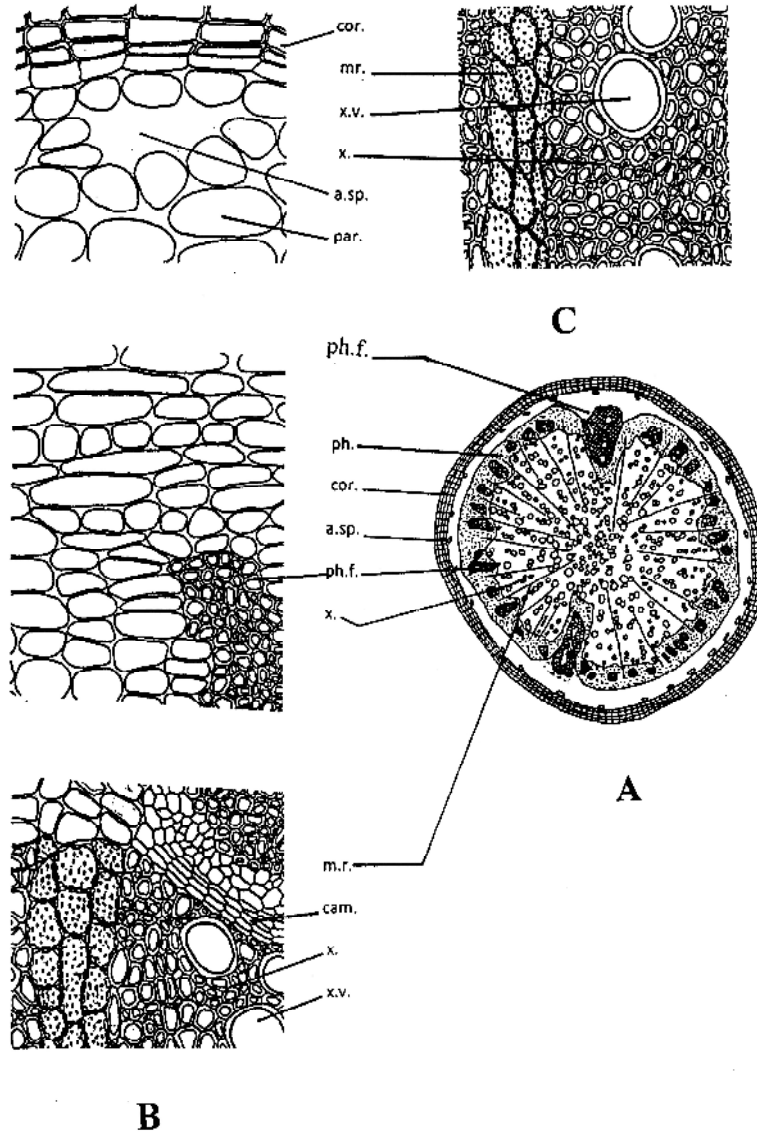 cor.
mr.
x.v.
x.
a.sp.
par.
C
ph.f.
ph.
cor.
a.sp.
ph.f.
x.
A
m.r.
cam.
x.
x.v.
B